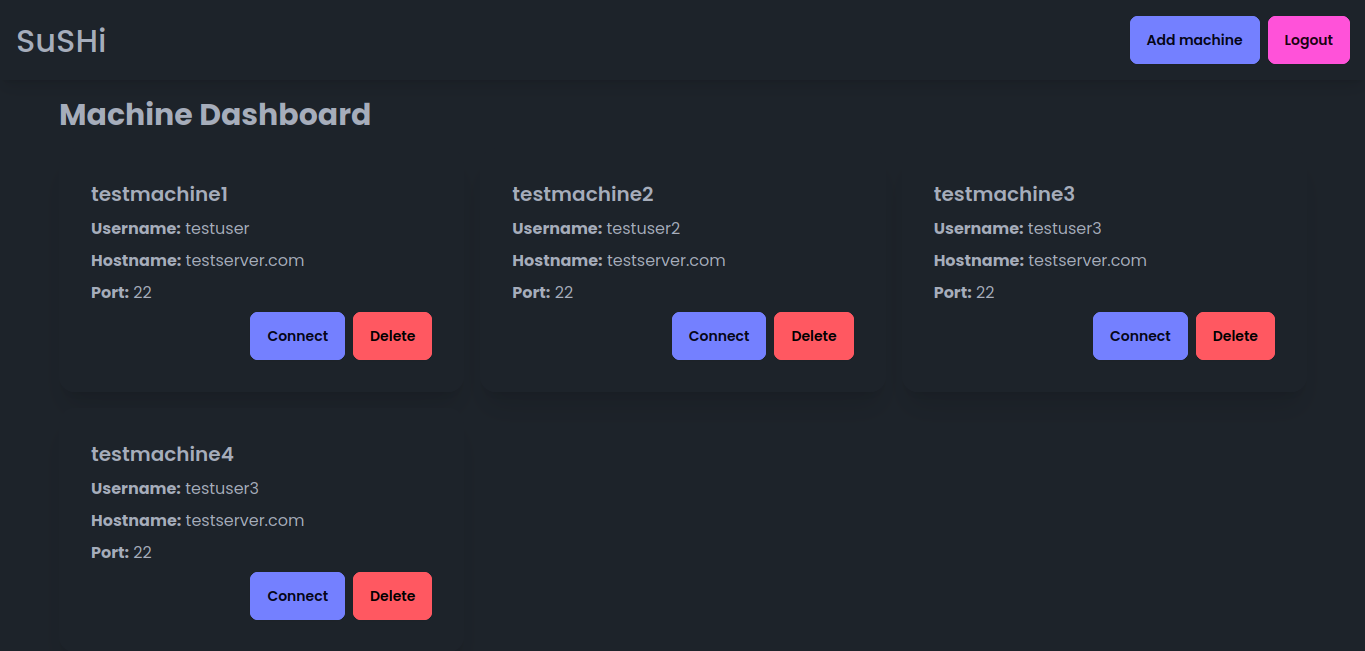 SuSHi
Add machine
Logout
Machine Dashboard
testmachine1
Username: testuser
Hostname: testserver.com
Port: 22
Connect
Delete
testmachine2
Username: testuser2
Hostname: testserver.com
Port: 22
Connect
Delete
testmachine3
Username: testuser3
Hostname: testserver.com
Port: 22
Connect
Delete
testmachine4
Username: testuser3
Hostname: testserver.com
Port: 22
Connect
Delete